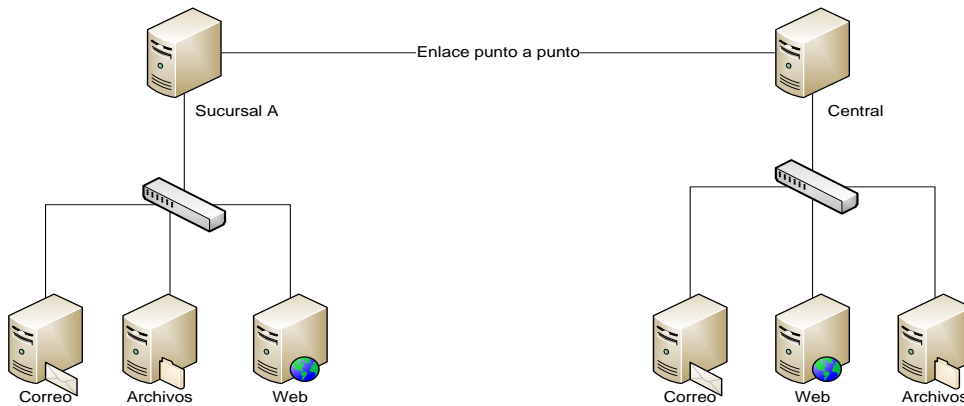 Enlace punto a punto
Sucursal A
Central
Correo
Archivos
Web
Correo
Web
Archivos